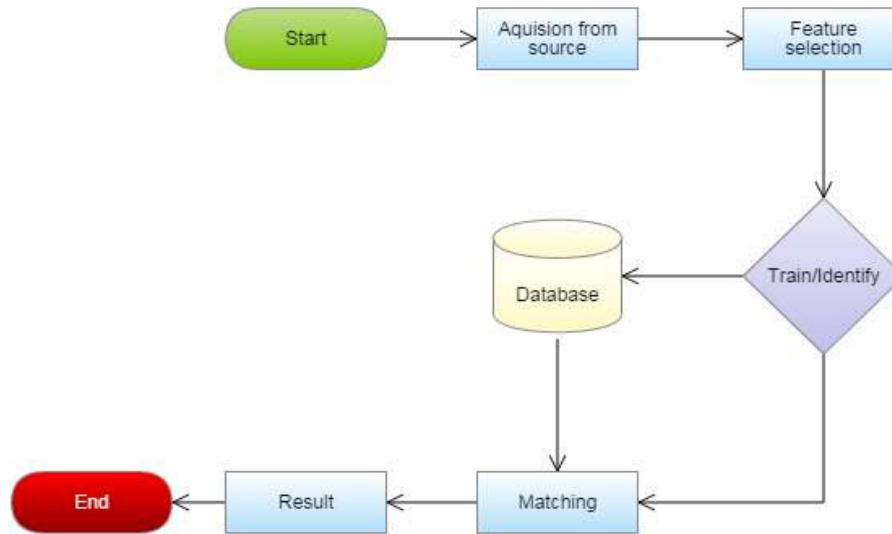 Start
Aquision from
source
Feature
selection
Train/Identify
Database
Matching
Result
End